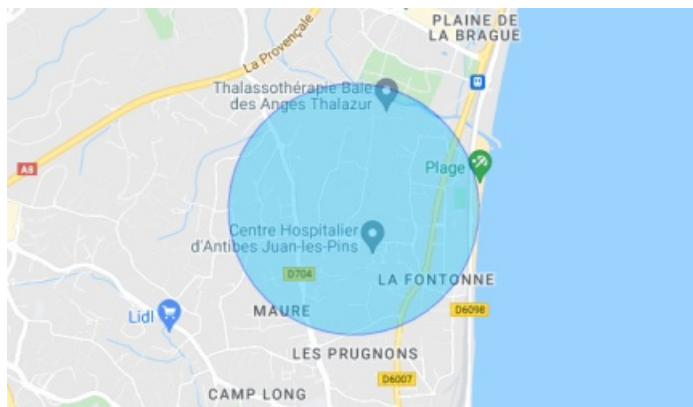 PLAINE DE
LA BRAGUE
La Provençale
Thalassothérapie Baie
des Anges Thalazur
A8
Plage
Centre Hospitalier
d'Antibes Juan-les-Pins
D704
LA FONTONNE
Lidl
MAURE
D6098
LES PRUGNONS
D6007
CAMP LONG